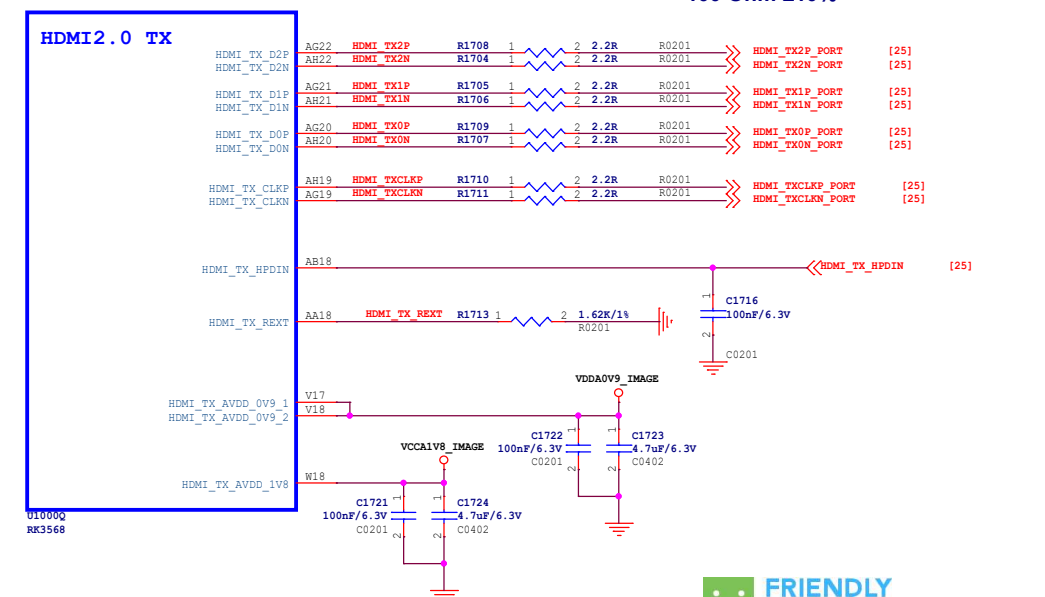 HDMI2.0 TX
HDMI_TX_D2P AG22 HDMI_TX2P R1708 1 2 2.2R R0201 HDMI_TX2P_PORT [25]
HDMI_TX_D2N AH22 HDMI_TX2N R1704 1 2 2.2R R0201 HDMI_TX2N_PORT [25]
HDMI_TX_D1P AG21 HDMI_TX1P R1705 1 2 2.2R R0201 HDMI_TX1P_PORT [25]
HDMI_TX_D1N AH21 HDMI_TX1N R1706 1 2 2.2R R0201 HDMI_TX1N_PORT [25]
HDMI_TX_D0P AG20 HDMI_TX0P R1709 1 2 2.2R R0201 HDMI_TX0P_PORT [25]
HDMI_TX_D0N AH20 HDMI_TX0N R1707 1 2 2.2R R0201 HDMI_TX0N_PORT [25]
HDMI_TX_CLKP AH19 HDMI_TXCLKP R1710 1 2 2.2R R0201 HDMI_TXCLKP_PORT [25]
HDMI_TX_CLKN AG19 HDMI_TXCLKN R1711 1 2 2.2R R0201 HDMI_TXCLKN_PORT [25]
HDMI_TX_HPDIN AB18 HDMI_TX_HPDIN [25]
1 C1716
100nF/6.3V
2
C0201
HDMI_TX_REXT AA18 HDMI_TX_REXT R1713 1 2 1.62K/1%
R0201
VDDA0V9_IMAGE
HDMI_TX_AVDD_0V9_1 V17
HDMI_TX_AVDD_0V9_2 V18
C1722 1 1 C1723
100nF/6.3V 4.7uF/6.3V
C0201 2 2 C0402
VCCA1V8_IMAGE
HDMI_TX_AVDD_1V8 W18
C1721 1 1 C1724
100nF/6.3V 4.7uF/6.3V
C0201 2 2 C0402
U1000Q
RK3568
FRIENDLY